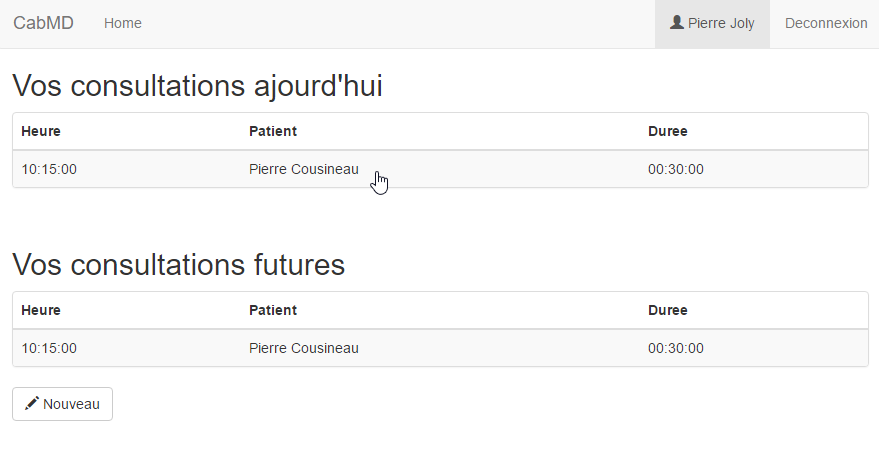 CabMD Home Pierre Joly Deconnexion
Vos consultations ajourd'hui
Heure Patient Duree
10:15:00 Pierre Cousineau 00:30:00
Vos consultations futures
Heure Patient Duree
10:15:00 Pierre Cousineau 00:30:00
Nouveau